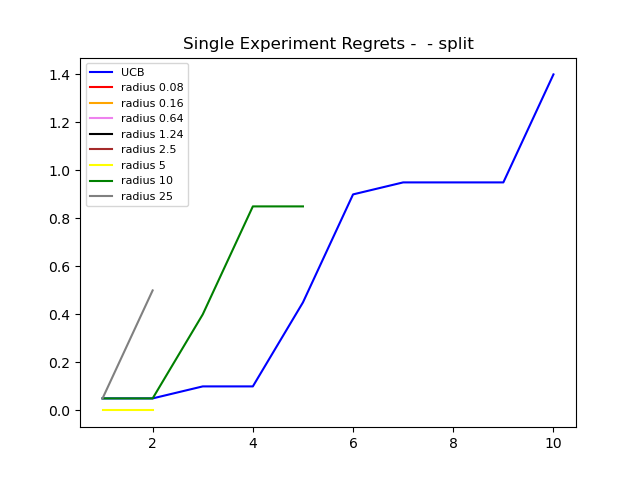 Single Experiment Regrets -  - split
UCB
radius 0.08
radius 0.16
radius 0.64
radius 1.24
radius 2.5
radius 5
radius 10
radius 25
1.4
1.2
1.0
0.8
0.6
0.4
0.2
0.0
2 4 6 8 10